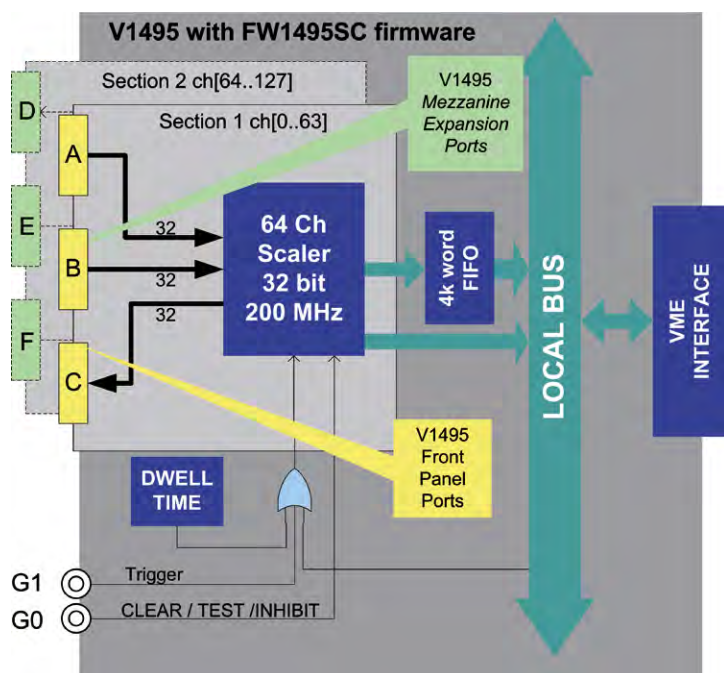 V1495 with FW1495SC firmware
Section 2 ch[64..127]
Section 1 ch[0..63]
V1495
Mezzanine
Expansion
Ports
D
A
E
B
F
C
32
32
32
64 Ch
Scaler
32 bit
200 MHz
4k word
FIFO
LOCAL BUS
VME
INTERFACE
V1495
Front
Panel
Ports
DWELL
TIME
G1
Trigger
G0
CLEAR / TEST /INHIBIT